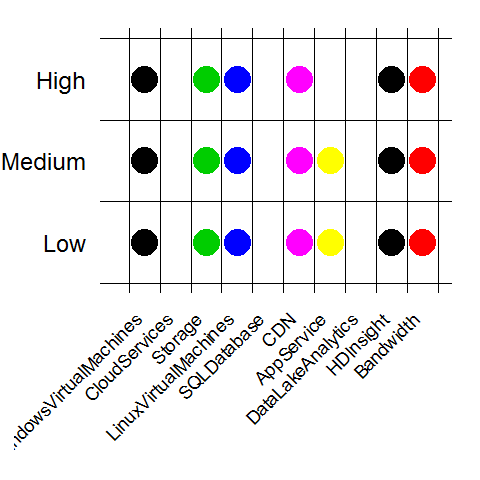 High
Medium
Low
ndowsVirtualMachines
CloudServices
Storage
LinuxVirtualMachines
SQLDatabase
CDN
AppService
DataLakeAnalytics
HDInsight
Bandwidth